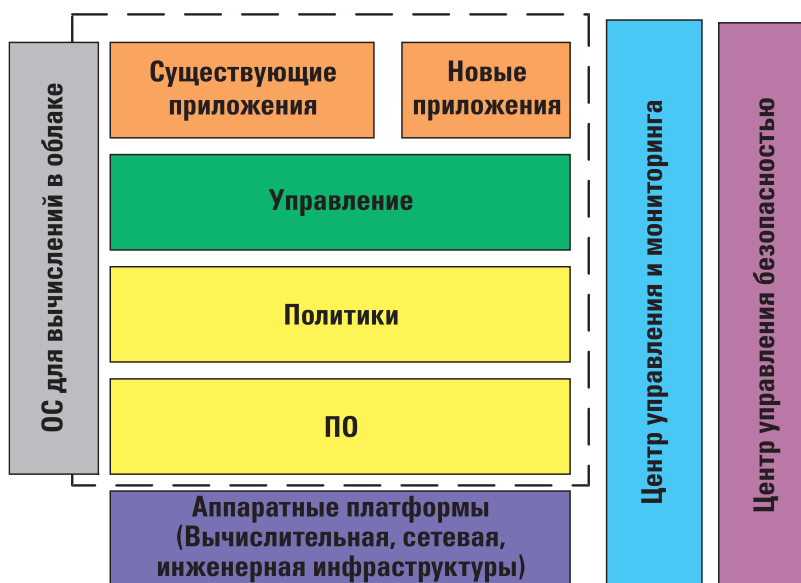 ОС для вычислений в облаке
Существующие
приложения
Новые
приложения
Управление
Политики
ПО
Аппаратные платформы
(Вычислительная, сетевая,
инженерная инфраструктуры)
Центр управления и мониторинга
Центр управления безопасностью